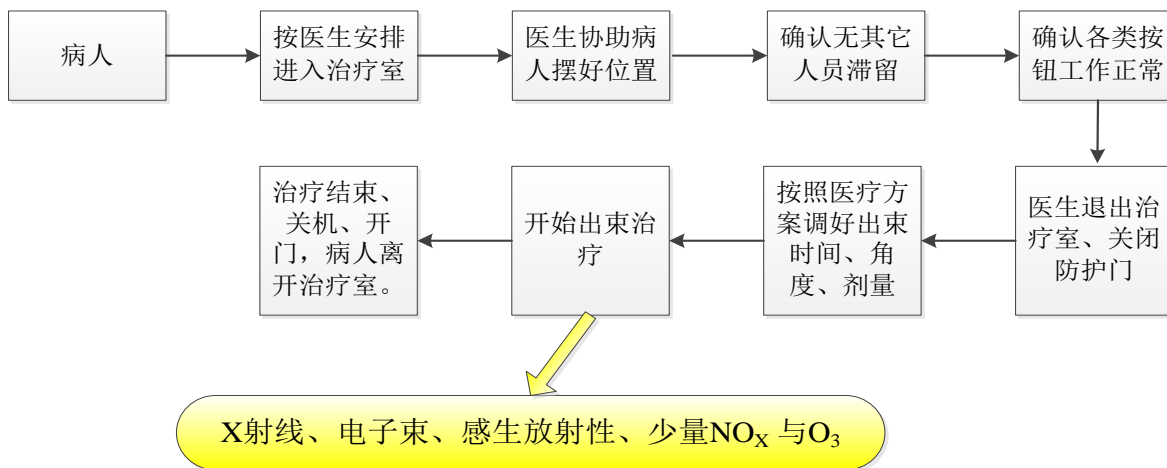 病人
按医生安排
进入治疗室
医生协助病
人摆好位置
确认无其它
人员滞留
确认各类按
钮工作正常
医生退出治
疗室、关闭
防护门
按照医疗方
案调好出束
时间、角
度、剂量
开始出束治
疗
治疗结束、
关机、开
门，病人离
开治疗室。
X射线、电子束、感生放射性、少量NOX 与O3